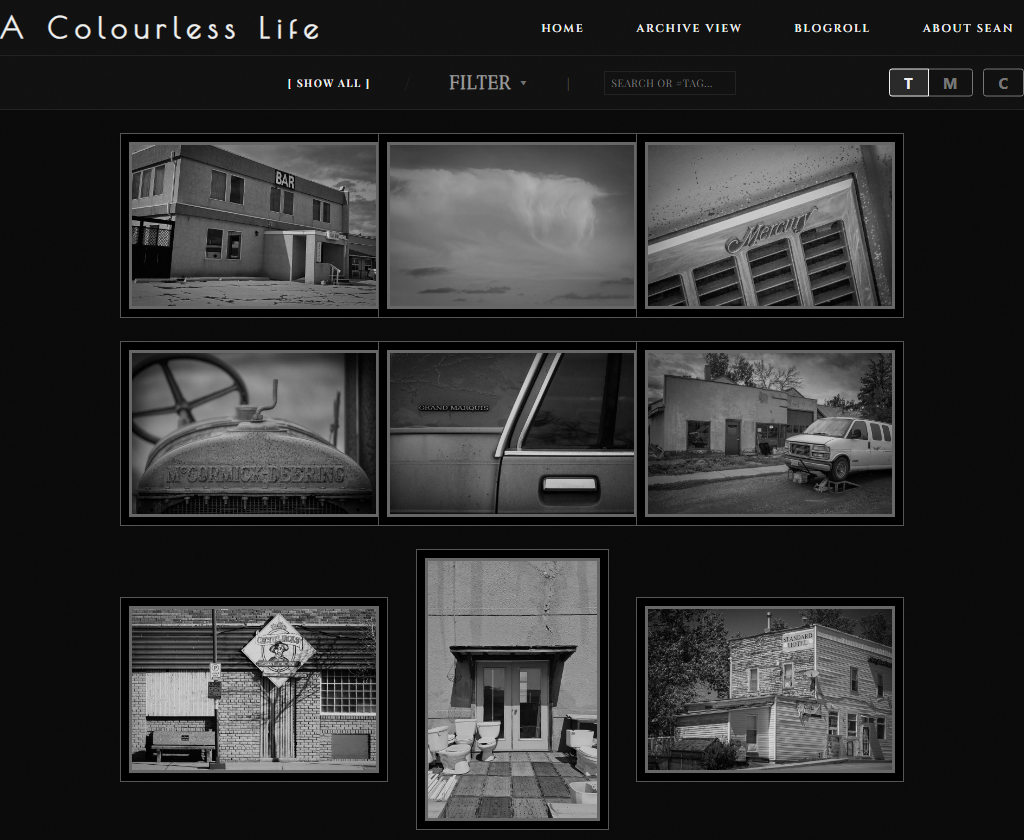 A Colourless Life
HOME ARCHIVE VIEW BLOGROLL ABOUT SEAN
[ SHOW ALL ] / FILTER ▾ | SEARCH OR #TAG... T M C
BAR
Mercury
McCORMICK-DEERING
GRAND MARQUIS
STANDARD
HOTEL